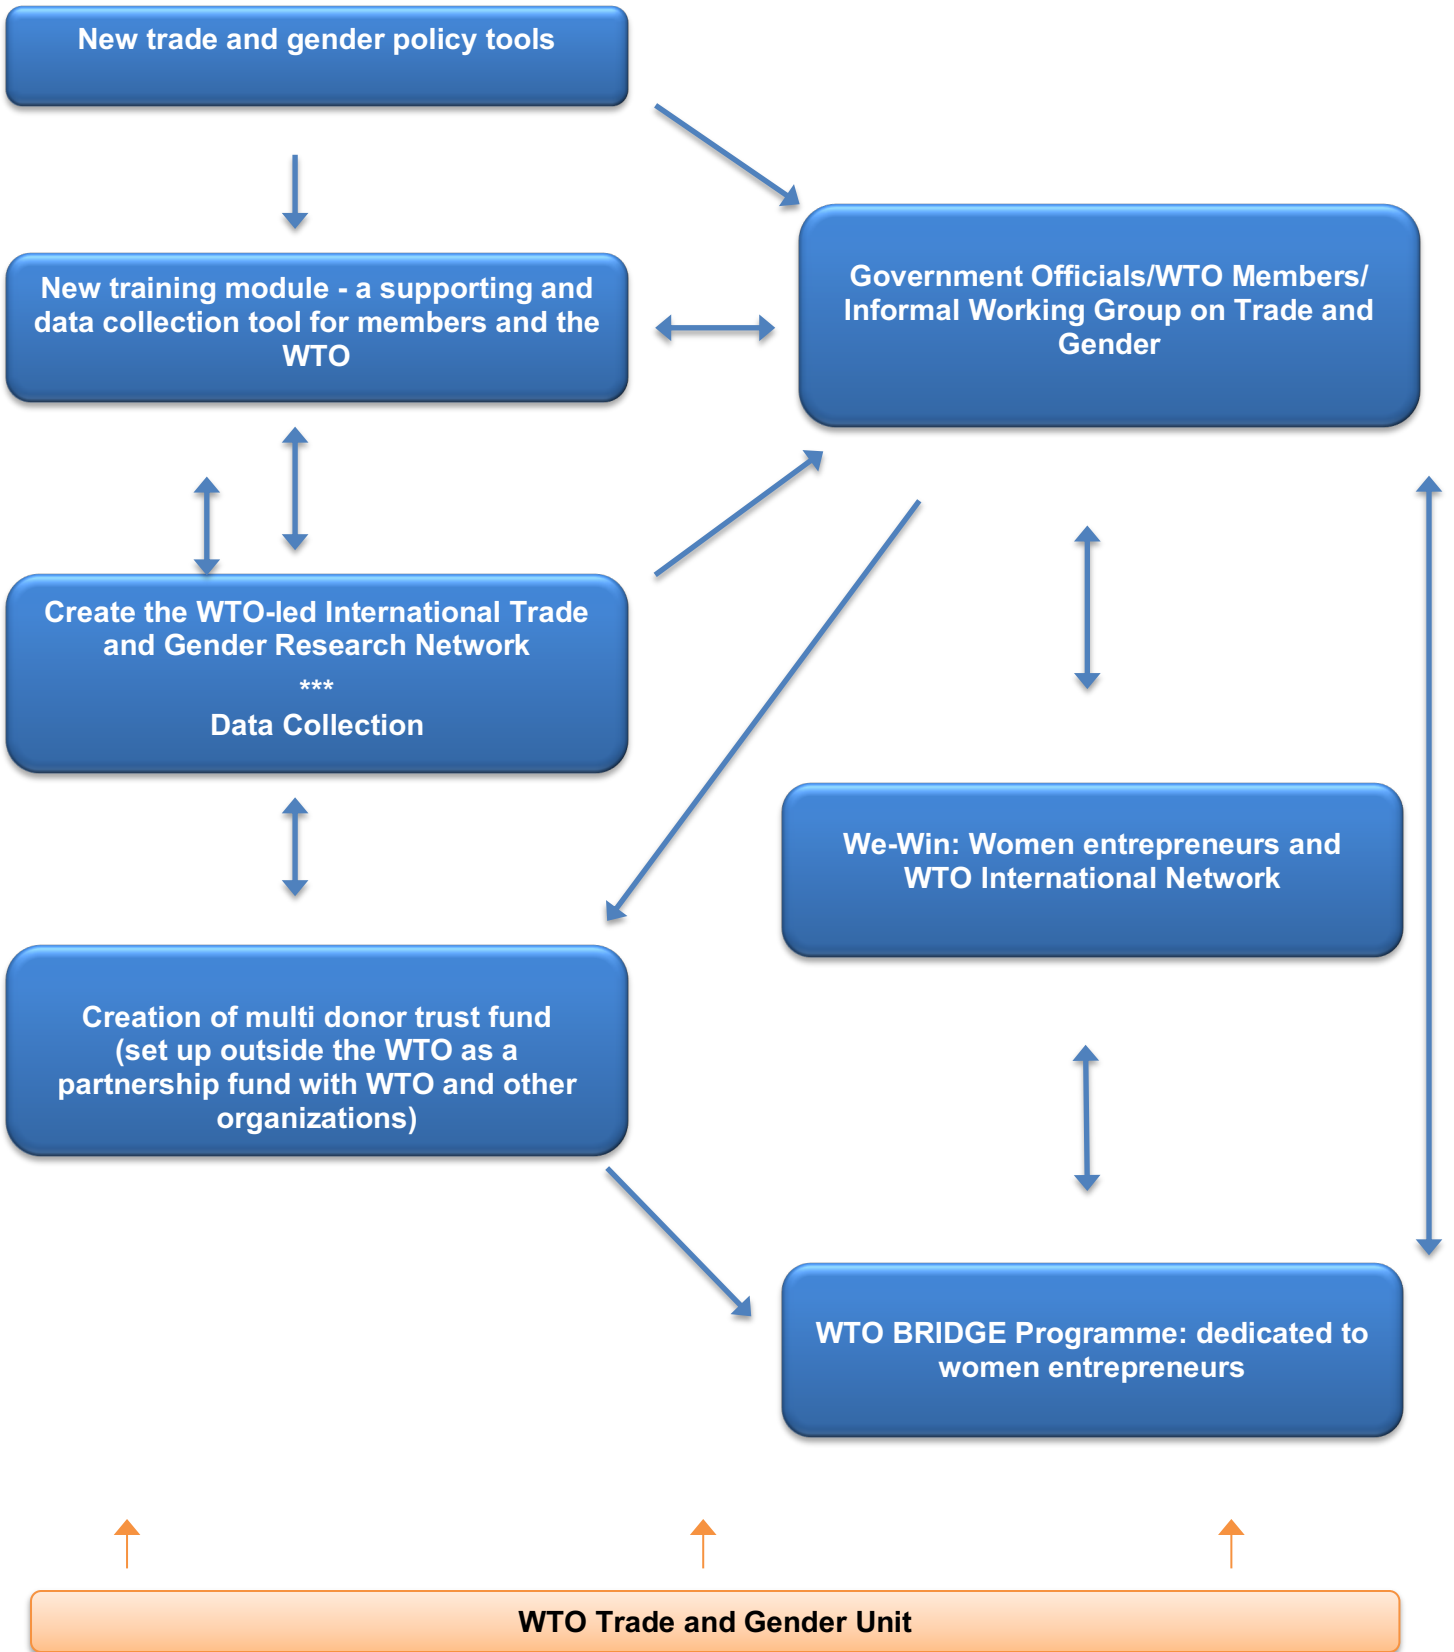 New trade and gender policy tools
New training module - a supporting and
data collection tool for members and the
WTO
Government Officials/WTO Members/
Informal Working Group on Trade and
Gender
Create the WTO-led International Trade
and Gender Research Network
***
Data Collection
We-Win: Women entrepreneurs and
WTO International Network
Creation of multi donor trust fund
(set up outside the WTO as a
partnership fund with WTO and other
organizations)
WTO BRIDGE Programme: dedicated to
women entrepreneurs
WTO Trade and Gender Unit